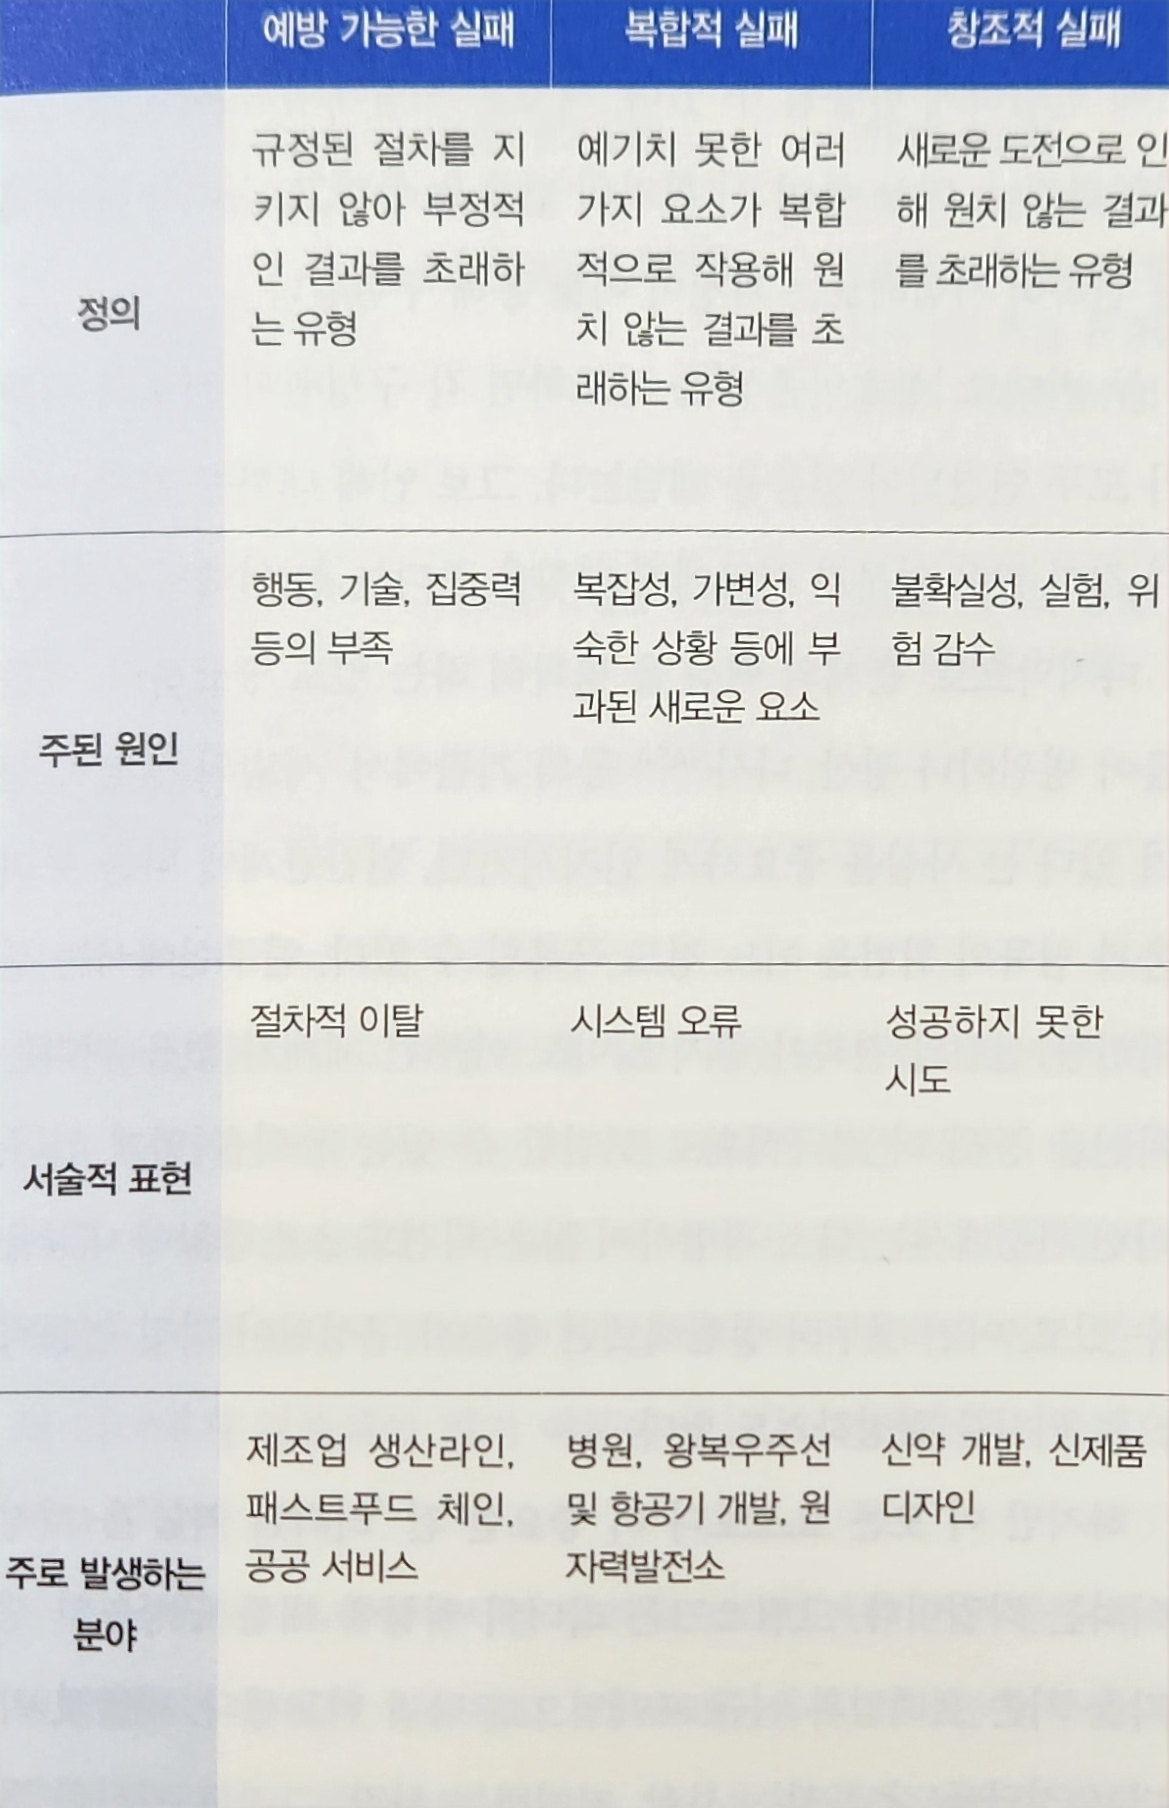 예방 가능한 실패 복합적 실패 창조적 실패
정의
규정된 절차를 지
키지 않아 부정적
인 결과를 초래하
는 유형
예기치 못한 여러
가지 요소가 복합
적으로 작용해 원
치 않는 결과를 초
래하는 유형
새로운 도전으로 인
해 원치 않는 결과
를 초래하는 유형
주된 원인
행동, 기술, 집중력
등의 부족
복잡성, 가변성, 익
숙한 상황 등에 부
과된 새로운 요소
불확실성, 실험, 위
험 감수
서술적 표현
절차적 이탈
시스템 오류
성공하지 못한
시도
주로 발생하는
분야
제조업 생산라인,
패스트푸드 체인,
공공 서비스
병원, 왕복우주선
및 항공기 개발, 원
자력발전소
신약 개발, 신제품
디자인